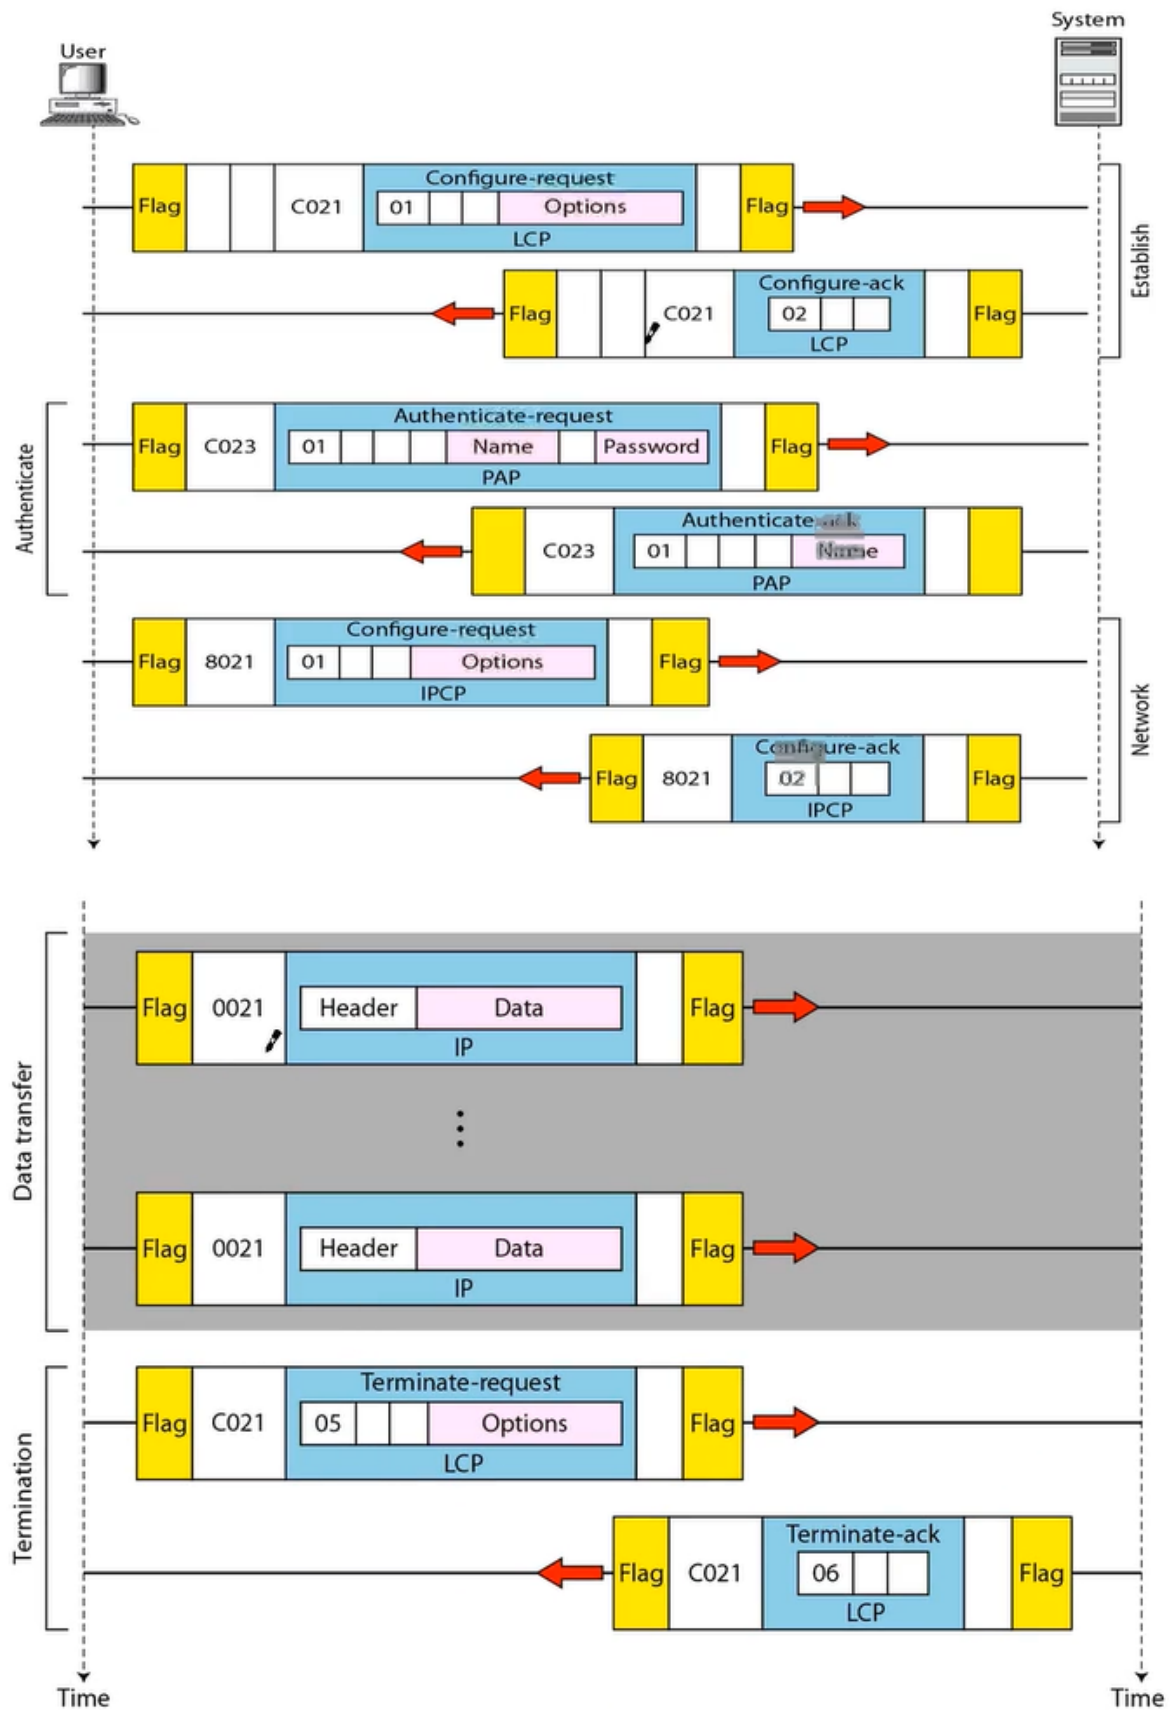 System
User
Configure-request
Flag C021 01 Options Flag
LCP
Establish
Configure-ack
Flag C021 02 Flag
LCP
Authenticate
Authenticate-request
Flag C023 01 Name Password Flag
PAP
Authenticate-ack
C023 01 Name
PAP
Configure-request
Flag 8021 01 Options Flag
IPCP
Network
Configure-ack
Flag 8021 02 Flag
IPCP
Data transfer
Flag 0021 Header Data Flag
IP
Flag 0021 Header Data Flag
IP
Termination
Terminate-request
Flag C021 05 Options Flag
LCP
Terminate-ack
Flag C021 06 Flag
LCP
Time Time